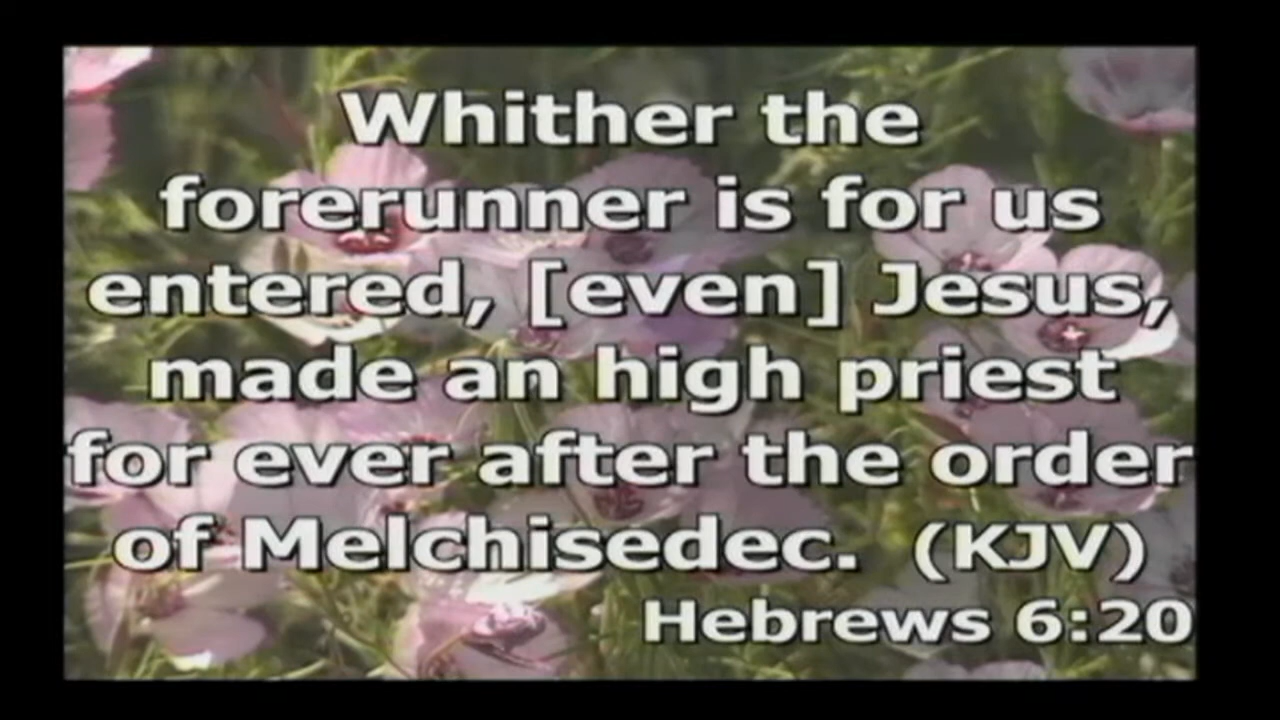 Whither the
forerunner is for us
entered, [even] Jesus,
made an high priest
for ever after the order
of Melchisedec. (KJV)
Hebrews 6:20